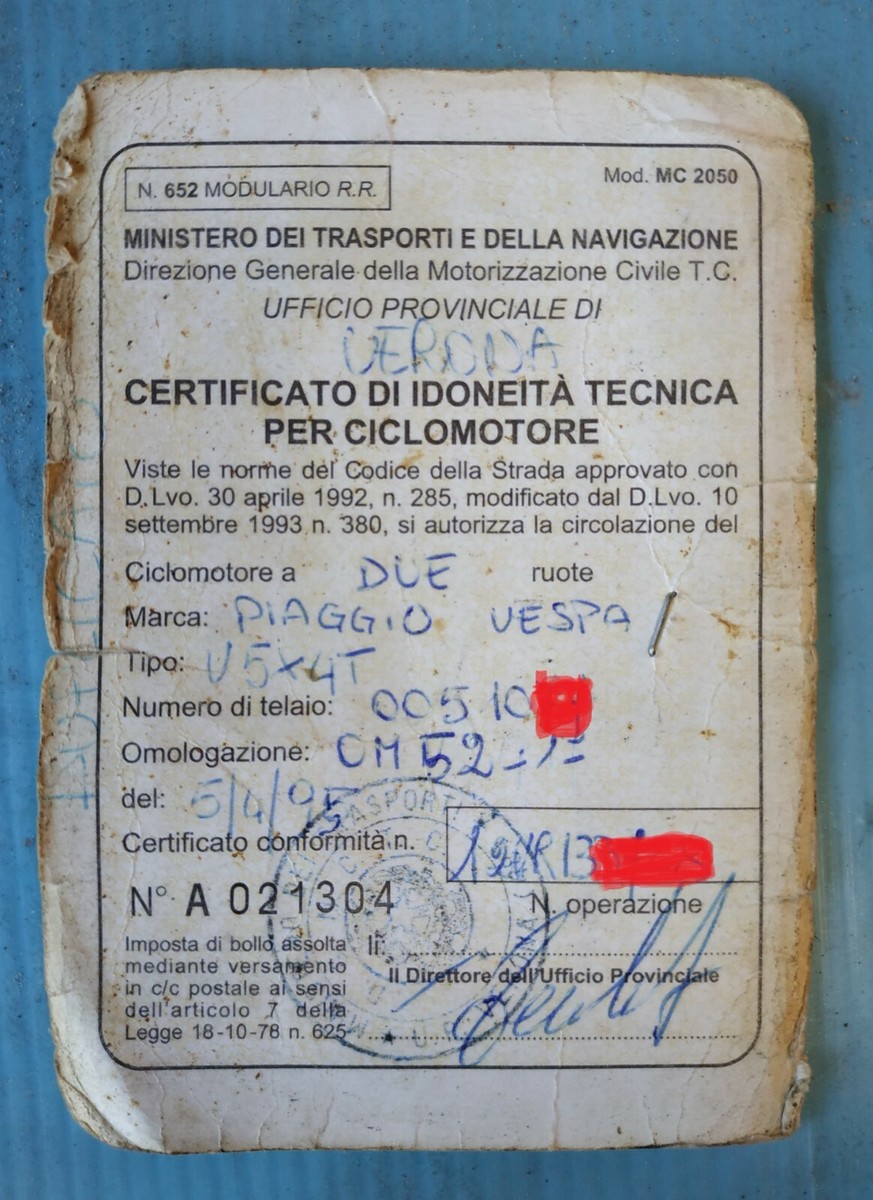 N. 652 MODULARIO R.R.
Mod. MC 2050
MINISTERO DEI TRASPORTI E DELLA NAVIGAZIONE
Direzione Generale della Motorizzazione Civile T.C.
UFFICIO PROVINCIALE DI
VERONA
CERTIFICATO DI IDONEITÀ TECNICA
PER CICLOMOTORE
Viste le norme del Codice della Strada approvato con
D.Lvo. 30 aprile 1992, n. 285, modificato dal D.Lvo. 10
settembre 1993 n. 380, si autorizza la circolazione del
Ciclomotore a DUE ruote
Marca: PIAGGIO VESPA
Tipo: V5X4T
Numero di telaio: 00510
Omologazione: OM
del: 5/4/95
Certificato conformità n.
N° A 021304
N. operazione
Imposta di bollo assolta
mediante versamento
in c/c postale ai sensi
dell'articolo 7 della
Legge 18-10-78 n. 625
lì
Il Direttore dell'Ufficio Provinciale
DUPLICATO